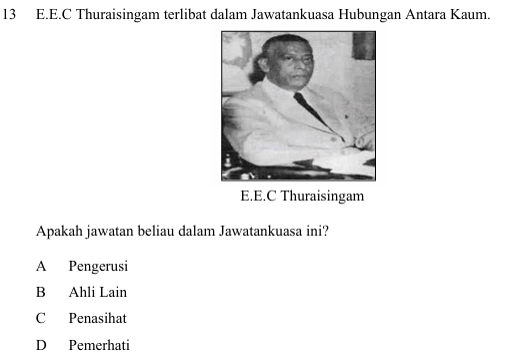 13 E.E.C Thuraisingam terlibat dalam Jawatankuasa Hubungan Antara Kaum.
E.E.C Thuraisingam
Apakah jawatan beliau dalam Jawatankuasa ini?
A Pengerusi
B Ahli Lain
C Penasihat
D Pemerhati